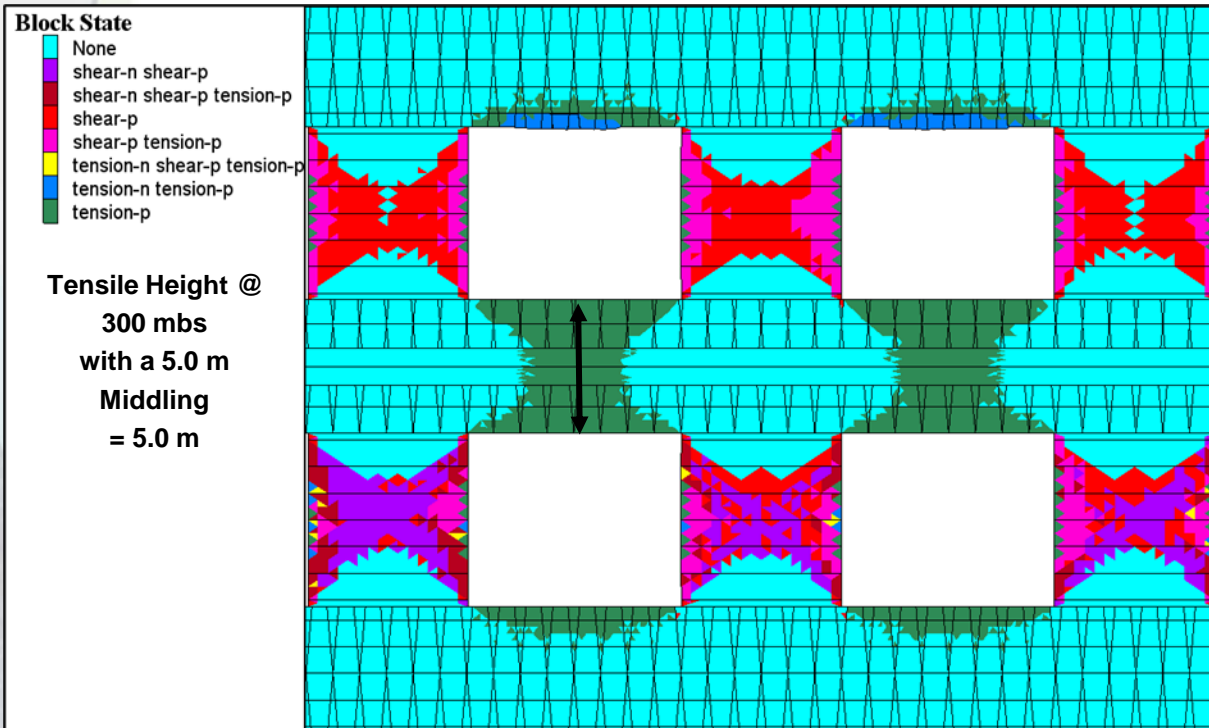 Block State
None
shear-n shear-p
shear-n shear-p tension-p
shear-p
shear-p tension-p
tension-n shear-p tension-p
tension-n tension-p
tension-p
Tensile Height @
300 mbs
with a 5.0 m
Middling
= 5.0 m